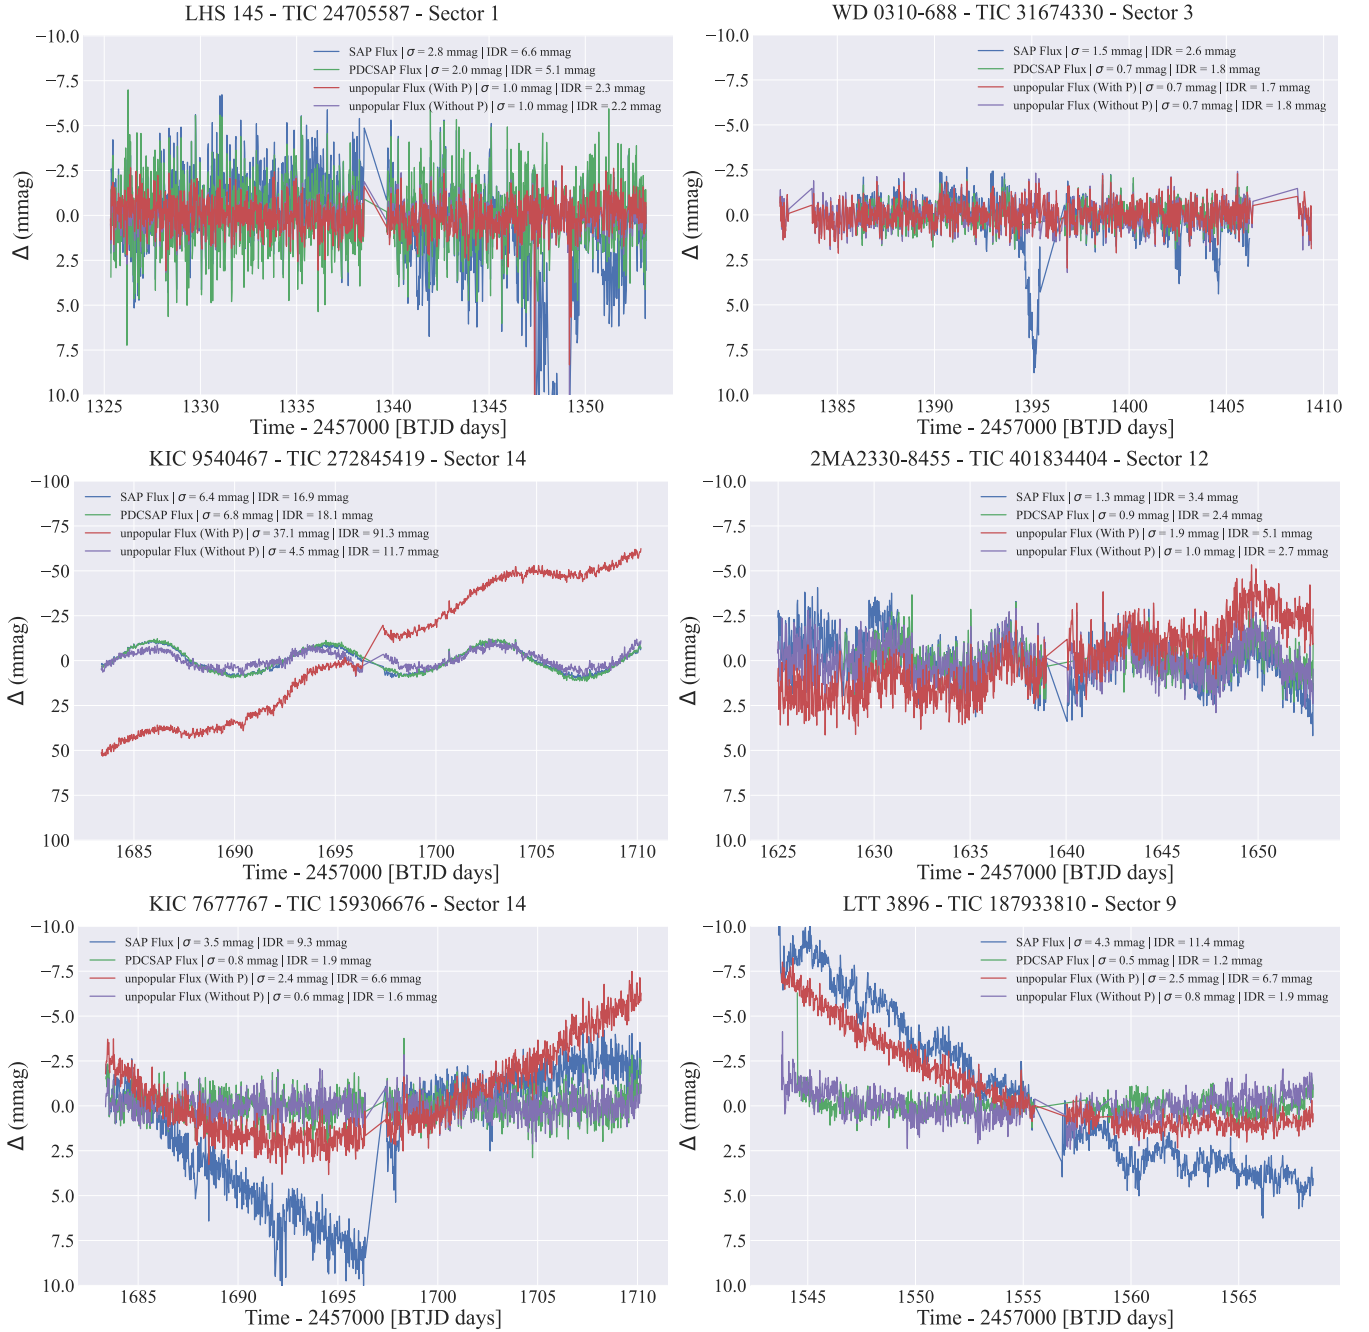 LHS 145 - TIC 24705587 - Sector 1
SAP Flux | σ = 2.8 mmag | IDR = 6.6 mmag
PDCSAP Flux | σ = 2.0 mmag | IDR = 5.1 mmag
unpopular Flux (With P) | σ = 1.0 mmag | IDR = 2.3 mmag
unpopular Flux (Without P) | σ = 1.0 mmag | IDR = 2.2 mmag
−10.0
−7.5
−5.0
−2.5
0.0
2.5
5.0
7.5
10.0
Δ (mmag)
1325 1330 1335 1340 1345 1350
Time - 2457000 [BTJD days]
WD 0310-688 - TIC 31674330 - Sector 3
SAP Flux | σ = 1.5 mmag | IDR = 2.6 mmag
PDCSAP Flux | σ = 0.7 mmag | IDR = 1.8 mmag
unpopular Flux (With P) | σ = 0.7 mmag | IDR = 1.7 mmag
unpopular Flux (Without P) | σ = 0.7 mmag | IDR = 1.8 mmag
−10.0
−7.5
−5.0
−2.5
0.0
2.5
5.0
7.5
10.0
Δ (mmag)
1385 1390 1395 1400 1405 1410
Time - 2457000 [BTJD days]
KIC 9540467 - TIC 272845419 - Sector 14
SAP Flux | σ = 6.4 mmag | IDR = 16.9 mmag
PDCSAP Flux | σ = 6.8 mmag | IDR = 18.1 mmag
unpopular Flux (With P) | σ = 37.1 mmag | IDR = 91.3 mmag
unpopular Flux (Without P) | σ = 4.5 mmag | IDR = 11.7 mmag
−100
−75
−50
−25
0
25
50
75
100
Δ (mmag)
1685 1690 1695 1700 1705 1710
Time - 2457000 [BTJD days]
2MA2330-8455 - TIC 401834404 - Sector 12
SAP Flux | σ = 1.3 mmag | IDR = 3.4 mmag
PDCSAP Flux | σ = 0.9 mmag | IDR = 2.4 mmag
unpopular Flux (With P) | σ = 1.9 mmag | IDR = 5.1 mmag
unpopular Flux (Without P) | σ = 1.0 mmag | IDR = 2.7 mmag
−10.0
−7.5
−5.0
−2.5
0.0
2.5
5.0
7.5
10.0
Δ (mmag)
1625 1630 1635 1640 1645 1650
Time - 2457000 [BTJD days]
KIC 7677767 - TIC 159306676 - Sector 14
SAP Flux | σ = 3.5 mmag | IDR = 9.3 mmag
PDCSAP Flux | σ = 0.8 mmag | IDR = 1.9 mmag
unpopular Flux (With P) | σ = 2.4 mmag | IDR = 6.6 mmag
unpopular Flux (Without P) | σ = 0.6 mmag | IDR = 1.6 mmag
−10.0
−7.5
−5.0
−2.5
0.0
2.5
5.0
7.5
10.0
Δ (mmag)
1685 1690 1695 1700 1705 1710
Time - 2457000 [BTJD days]
LTT 3896 - TIC 187933810 - Sector 9
SAP Flux | σ = 4.3 mmag | IDR = 11.4 mmag
PDCSAP Flux | σ = 0.5 mmag | IDR = 1.2 mmag
unpopular Flux (With P) | σ = 2.5 mmag | IDR = 6.7 mmag
unpopular Flux (Without P) | σ = 0.8 mmag | IDR = 1.9 mmag
−10.0
−7.5
−5.0
−2.5
0.0
2.5
5.0
7.5
10.0
Δ (mmag)
1545 1550 1555 1560 1565
Time - 2457000 [BTJD days]